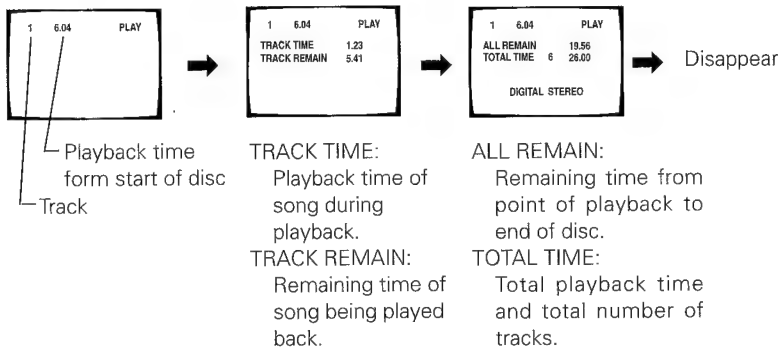 1 6.04 PLAY
Playback time
form start of disc
Track
1 6.04 PLAY
TRACK TIME 1.23
TRACK REMAIN 5.41
TRACK TIME:
Playback time of
song during
playback.
TRACK REMAIN:
Remaining time of
song being played
back.
1 6.04 PLAY
ALL REMAIN 19.56
TOTAL TIME 6 26.00
DIGITAL STEREO
ALL REMAIN:
Remaining time from
point of playback to
end of disc.
TOTAL TIME:
Total playback time
and total number of
tracks.
Disappear